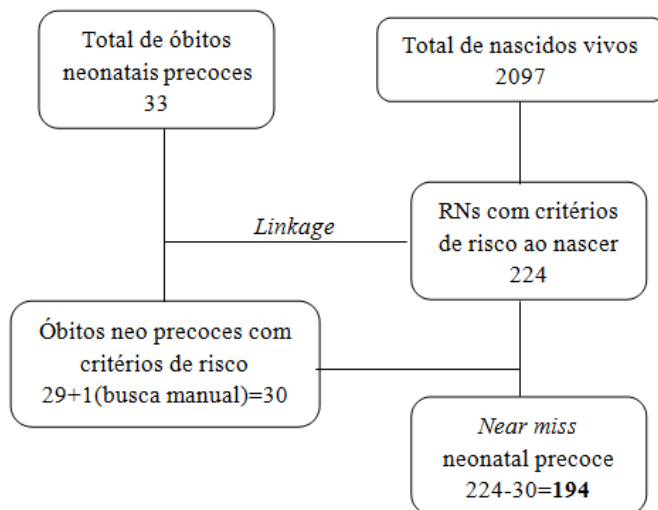 Total de óbitos
neonatais precoces
33
Total de nascidos vivos
2097
Linkage
RNs com critérios
de risco ao nascer
224
Óbitos neo precoces com
critérios de risco
29+1(busca manual)=30
Near miss
neonatal precoce
224-30=194